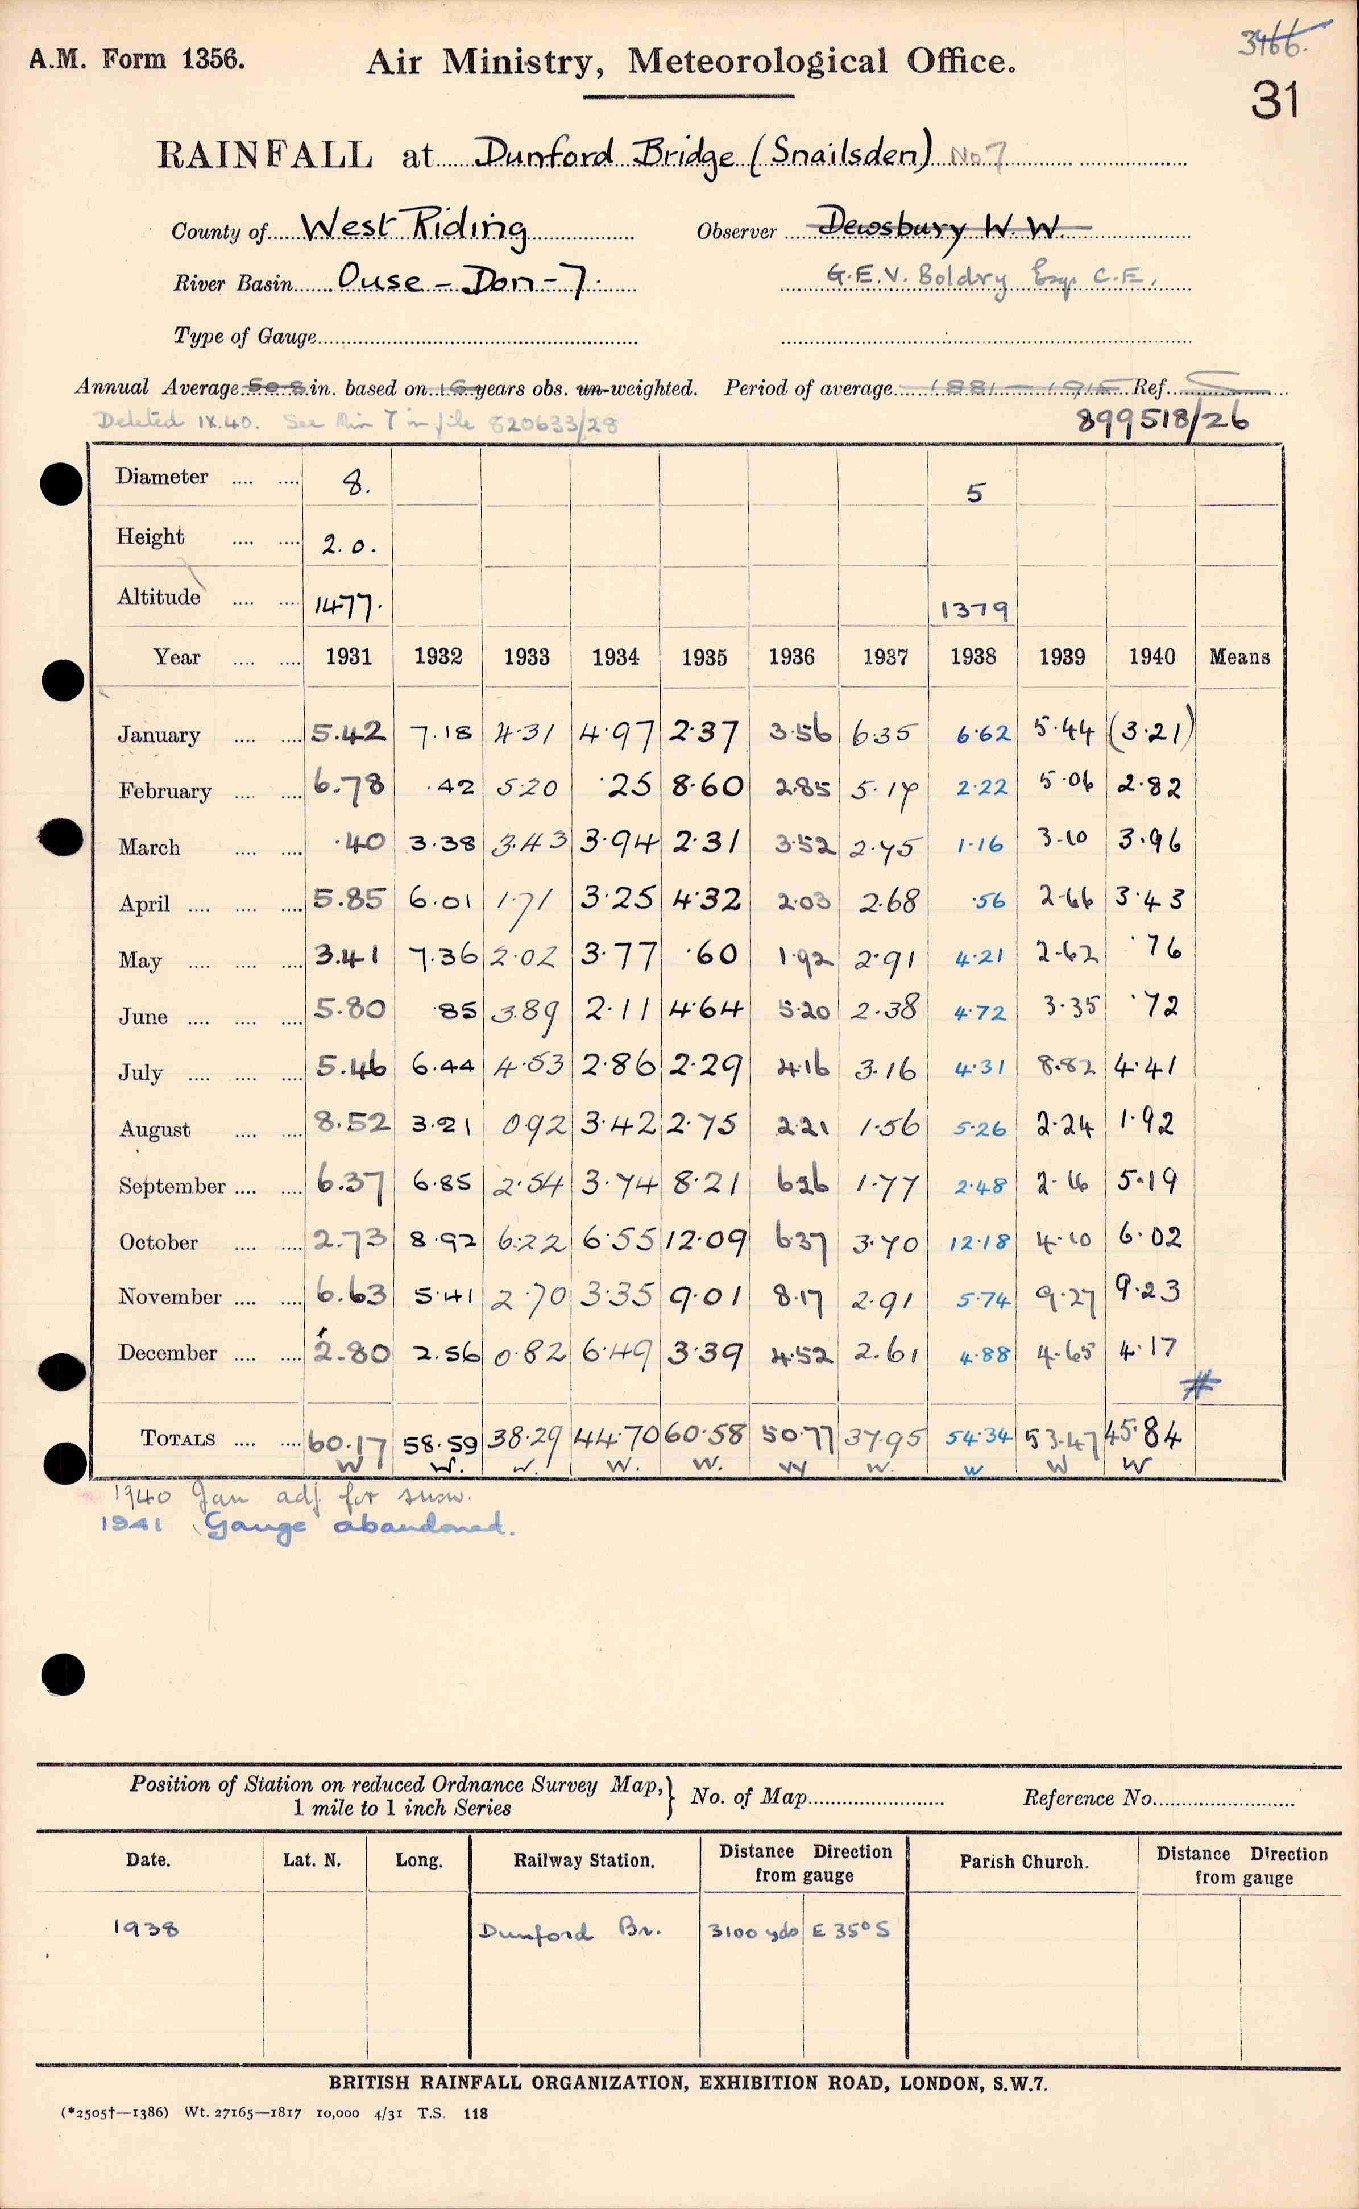 3466.
A.M. Form 1356. Air Ministry, Meteorological Office.
31
RAINFALL at Dunford Bridge (Snailsden) No 7
County of West Riding Observer Dewsbury W.W.
River Basin Ouse – Don – 7. G.E.V. Boldry Esq. C.E.
Type of Gauge
Annual Average 50.8 in. based on 16 years obs. un-weighted. Period of average 1881 – 1915 Ref. S
Deleted IX.40. See Min 7 in file 820633/28 899518/26
Diameter .... .... 8. 5
Height .... .... 2.0.
Altitude .... .... 1477. 1379
Year .... .... 1931 1932 1933 1934 1935 1936 1937 1938 1939 1940 Means
January .... .... 5.42 7.18 4.31 4.97 2.37 3.56 6.35 6.62 5.44 (3.21)
February .... .... 6.78 .42 5.20 .25 8.60 2.85 5.17 2.22 5.06 2.82
March .... .... .40 3.38 3.43 3.94 2.31 3.52 2.75 1.16 3.10 3.96
April .... .... .... 5.85 6.01 1.71 3.25 4.32 2.03 2.68 .56 2.66 3.43
May .... .... .... 3.41 7.36 2.02 3.77 .60 1.92 2.91 4.21 2.62 .76
June .... .... .... 5.80 .85 3.89 2.11 4.64 5.20 2.38 4.72 3.35 .72
July .... .... .... 5.46 6.44 4.53 2.86 2.29 4.16 3.16 4.31 8.82 4.41
August .... .... 8.52 3.21 0.92 3.42 2.75 2.21 1.56 5.26 2.24 1.92
September .... .... 6.37 6.85 2.54 3.74 8.21 6.26 1.77 2.48 2.16 5.19
October .... .... 2.73 8.92 6.22 6.55 12.09 6.37 3.70 12.18 4.10 6.02
November .... .... 6.63 5.41 2.70 3.35 9.01 8.17 2.91 5.74 9.27 9.23
December .... .... 2.80 2.56 0.82 6.49 3.39 4.52 2.61 4.88 4.65 4.17
#
TOTALS .... .... 60.17 58.59 38.29 44.70 60.58 50.77 37.95 54.34 53.47 45.84
W W. W. W. W. W W. W W W
1940 Jan adj for snow.
1941 Gauge abandoned.
Position of Station on reduced Ordnance Survey Map,} No. of Map Reference No.
1 mile to 1 inch Series
Date. Lat. N. Long. Railway Station. Distance Direction from gauge Parish Church. Distance Direction from gauge
1938 Dunford Br. 3100 yds E 35° S
BRITISH RAINFALL ORGANIZATION, EXHIBITION ROAD, LONDON, S.W.7.
(*2505†—1386) Wt. 27165—1817 10,000 4/31 T.S. 118